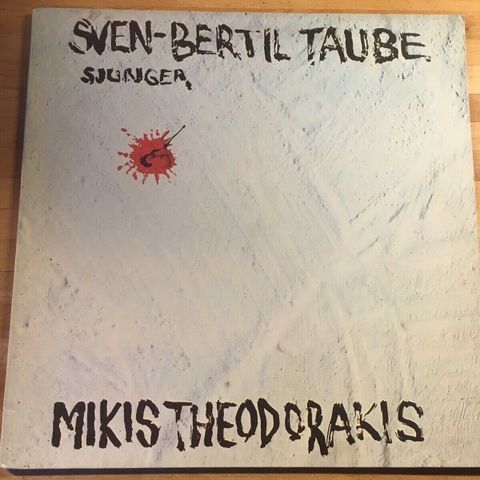 SVEN-BERTIL TAUBE
SJUNGER
MIKIS THEODORAKIS